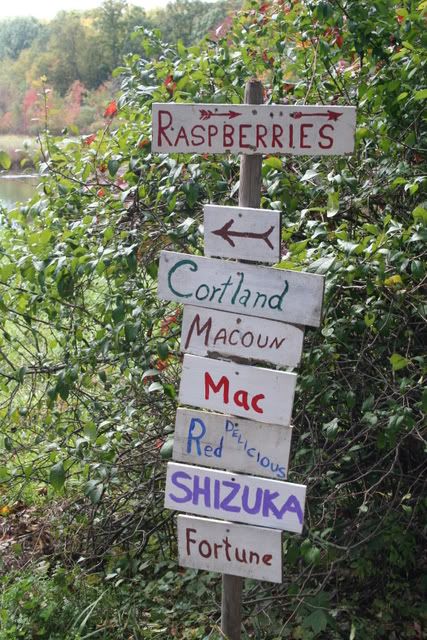 RASPBERRIES
Cortland
MACOUN
Mac
Red DELicious
SHIZUKA
Fortune